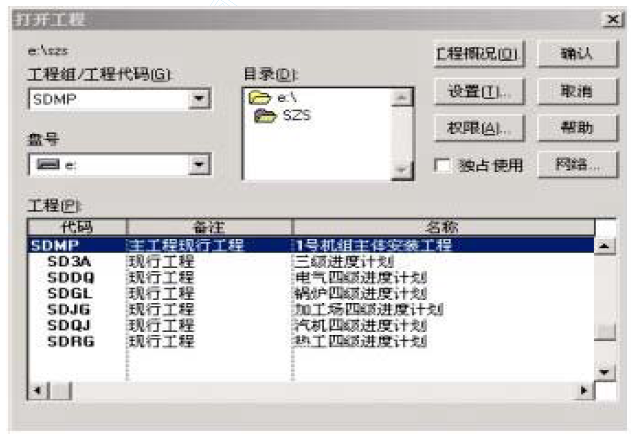 打开工程
e:\szs
工程组/工程代码(G):
目录(D):
工程概况(O)
确认
SDMP
e:\
SZS
设置(T)...
取消
盘号
权限(A)...
帮助
e:
独占使用
网络...
工程(P):
代码 备注 名称
SDMP 主工程现行工程 1号机组主体安装工程
SD3A 现行工程 三级进度计划
SDDQ 现行工程 电气四级进度计划
SDGL 现行工程 锅炉四级进度计划
SDJG 现行工程 加工场四级进度计划
SDQJ 现行工程 汽机四级进度计划
SDRG 现行工程 热工四级进度计划